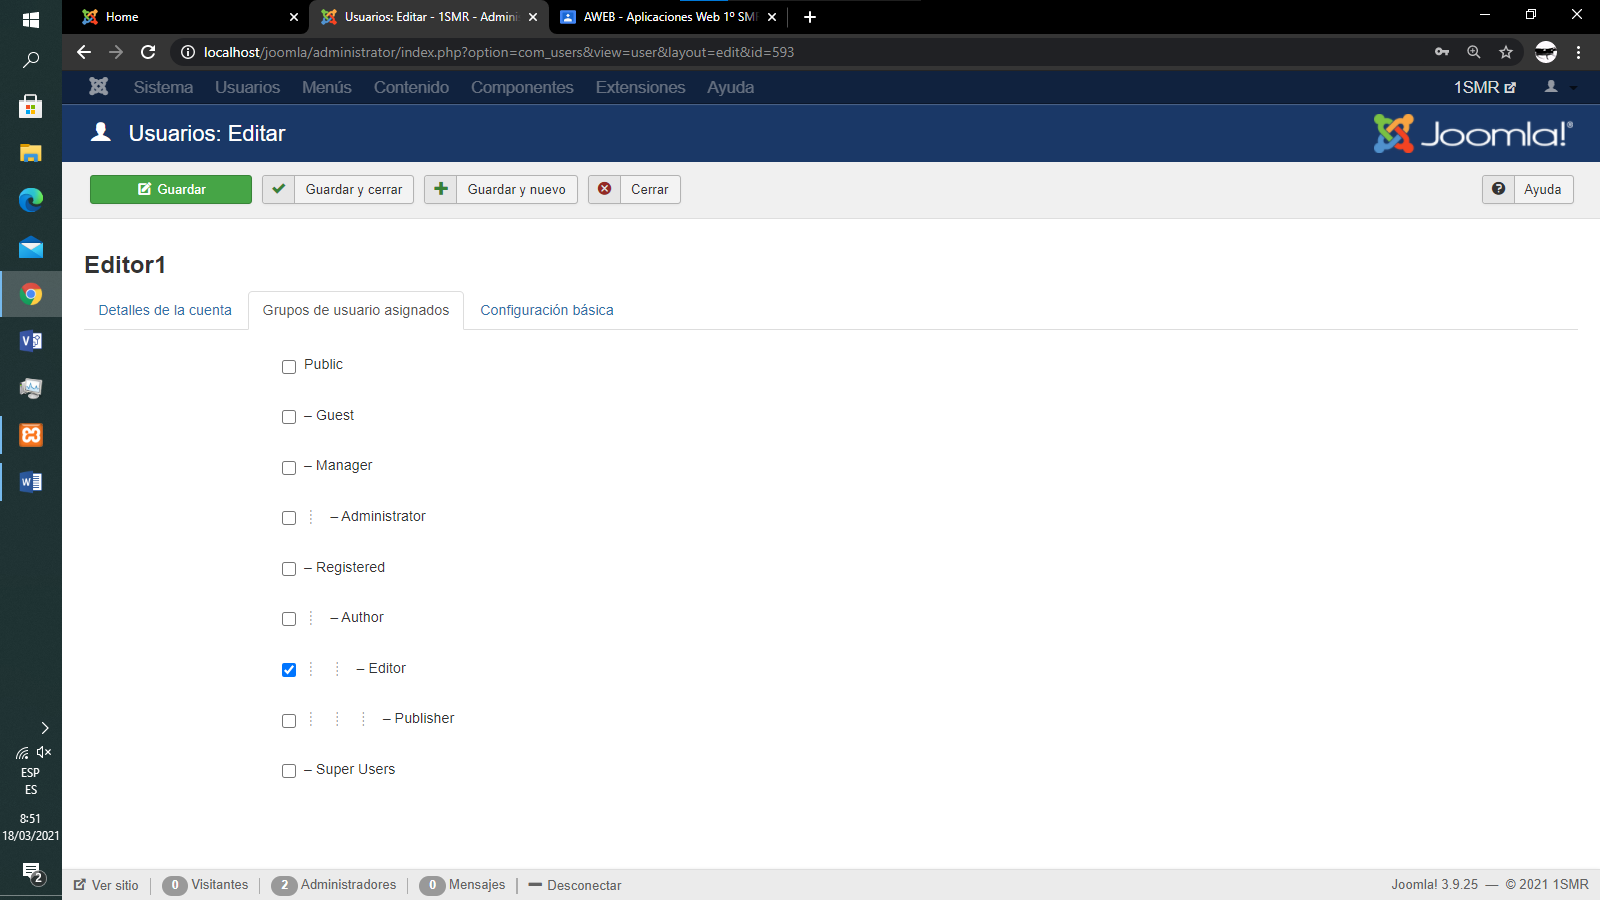 Home
Usuarios: Editar - 1SMR - Admini
AWEB - Aplicaciones Web 1º SM
localhost/joomla/administrator/index.php?option=com_users&view=user&layout=edit&id=593
Sistema Usuarios Menús Contenido Componentes Extensiones Ayuda 1SMR
Usuarios: Editar
Joomla!®
Guardar Guardar y cerrar Guardar y nuevo Cerrar Ayuda
Editor1
Detalles de la cuenta Grupos de usuario asignados Configuración básica
Public
– Guest
– Manager
– Administrator
– Registered
– Author
– Editor
– Publisher
– Super Users
ESP
ES
8:51
18/03/2021
2
Ver sitio 0 Visitantes 2 Administradores 0 Mensajes Desconectar
Joomla! 3.9.25 — © 2021 1SMR